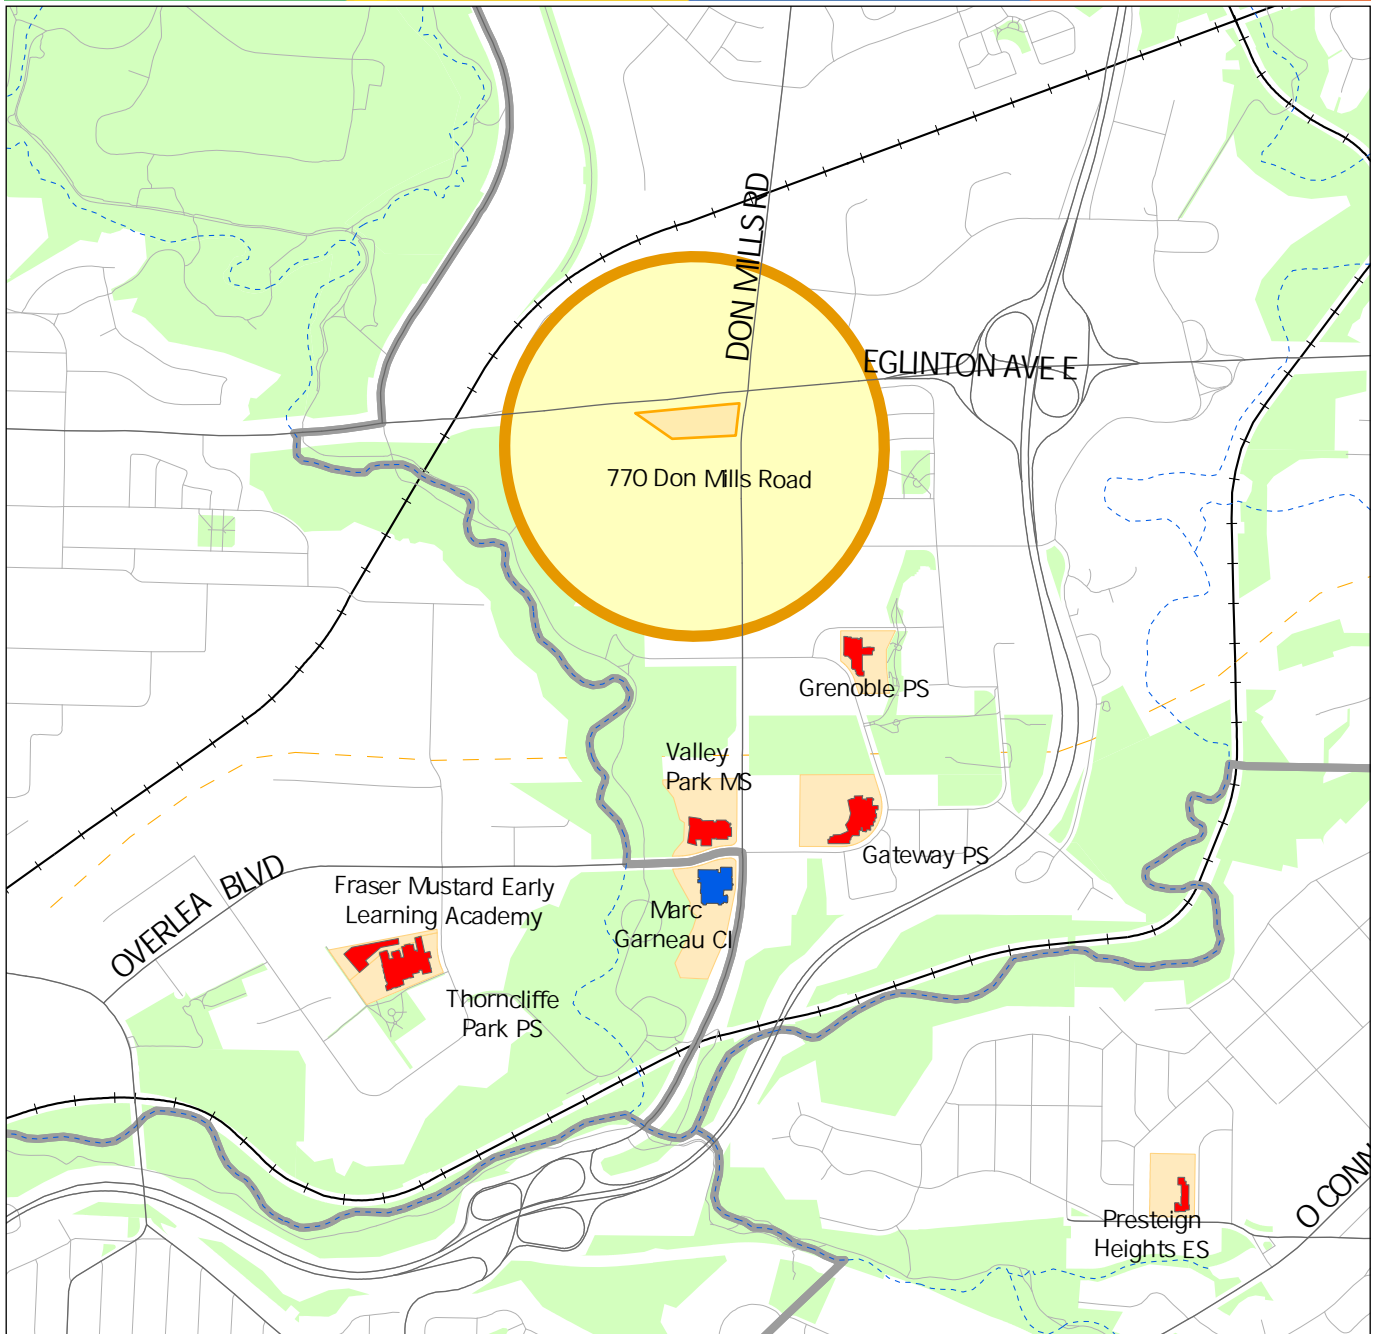 DON MILLS RD
EGLINTON AVE E
770 Don Mills Road
Grenoble PS
Valley
Park MS
Gateway PS
OVERLEA BLVD
Fraser Mustard Early
Learning Academy
Marc
Garneau CI
Thorncliffe
Park PS
Presteign
Heights ES
O CONN